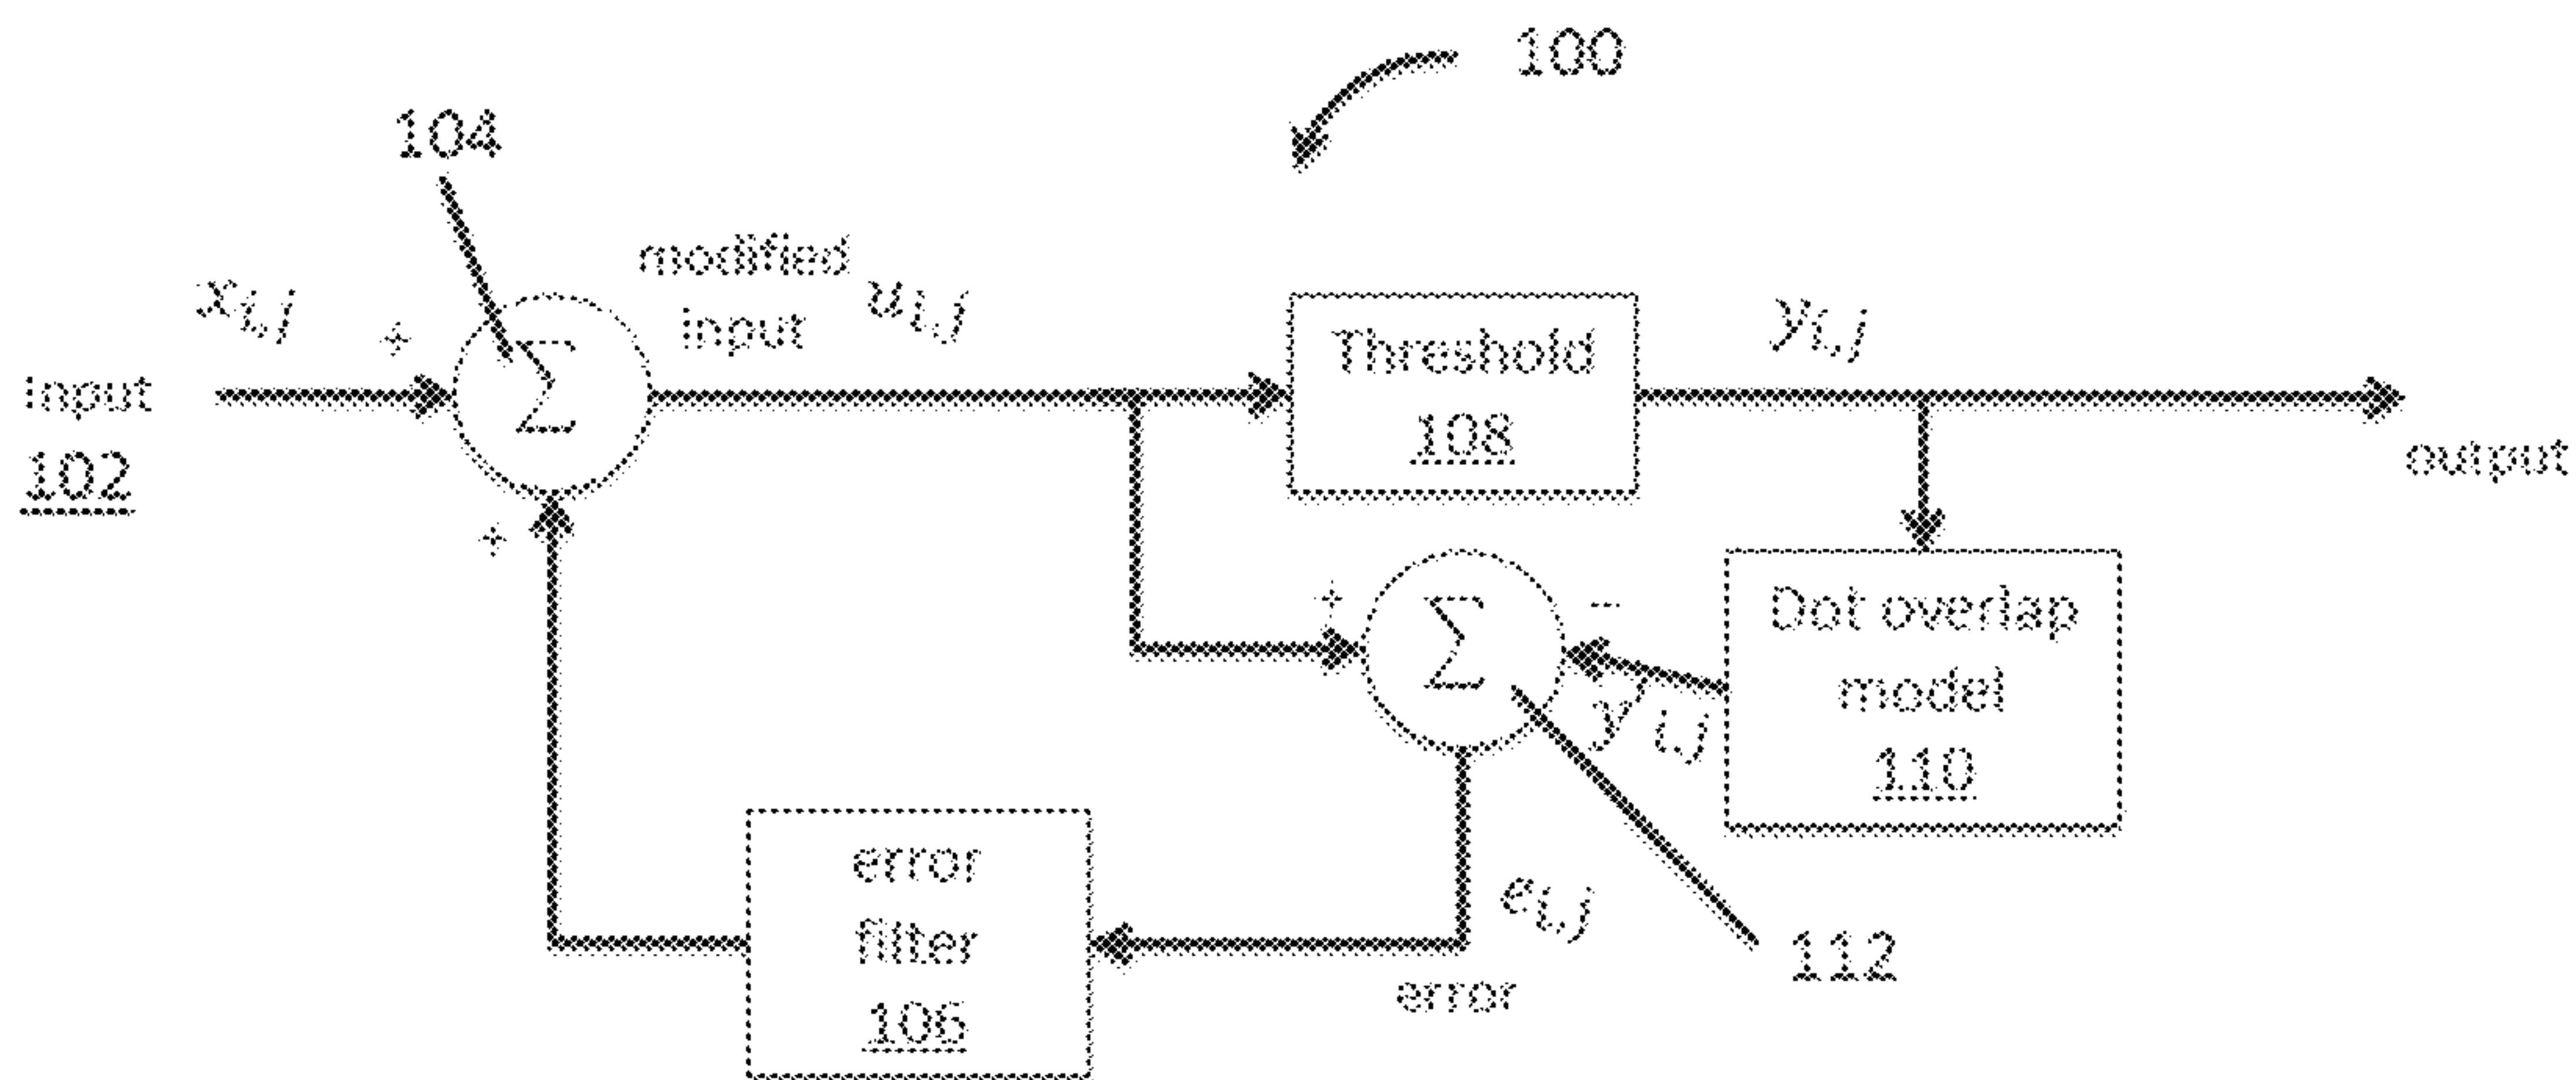 100
104
modified
input
u_{i,j}
x_{i,j}
+
Input
102
Σ
Threshold
108
y_{i,j}
output
+
+
Σ
−
Dot overlap
model
110
y'_{i,j}
error
filter
106
e_{i,j}
error
112